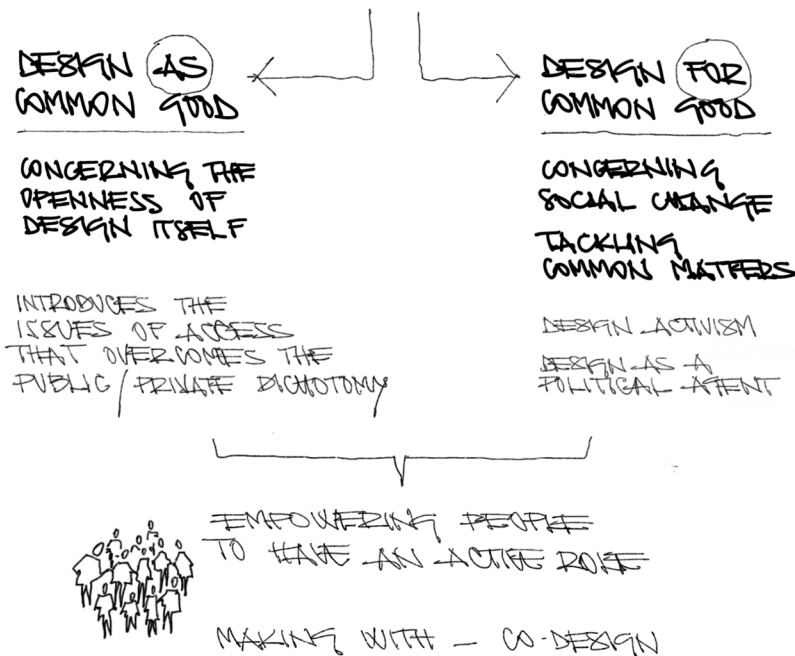 DESIGN AS
COMMON GOOD
CONCERNING THE
OPENNESS OF
DESIGN ITSELF
INTRODUCES THE
ISSUES OF ACCESS
THAT OVERCOMES THE
PUBLIC / PRIVATE DICHOTOMY
DESIGN FOR
COMMON GOOD
CONCERNING
SOCIAL CHANGE
TACKLING
COMMON MATTERS
DESIGN ACTIVISM
DESIGN AS A
POLITICAL AGENT
EMPOWERING PEOPLE
TO HAVE AN ACTIVE ROLE
MAKING WITH - CO-DESIGN